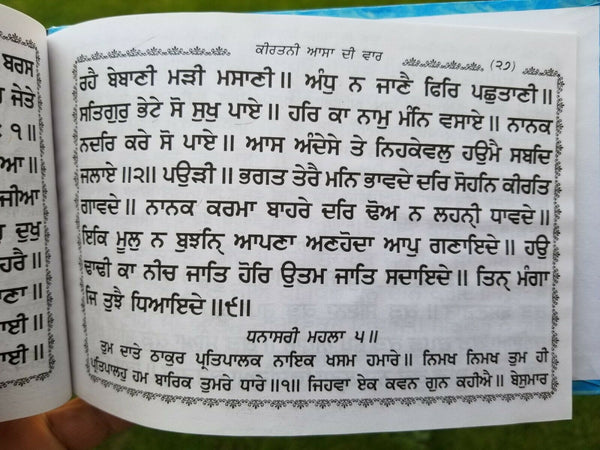 ਬਰਸ
ਜੇਤੇ
੧॥
ਆ॥
ਜੀਆ
ਦੁਖੁ
ਹਰੈ॥
ਣਾ॥
ਾਈ॥
ਾਈ॥
ਕੀਰਤਨੀ ਆਸਾ ਦੀ ਵਾਰ (੨੭)
ਰਹੈ ਬੇਬਾਣੀ ਮੜੀ ਮਸਾਣੀ॥ ਅੰਧੁ ਨ ਜਾਣੈ ਫਿਰਿ ਪਛੁਤਾਣੀ॥
ਸਤਿਗੁਰੁ ਭੇਟੇ ਸੋ ਸੁਖੁ ਪਾਏ॥ ਹਰਿ ਕਾ ਨਾਮੁ ਮੰਨਿ ਵਸਾਏ॥ ਨਾਨਕ
ਨਦਰਿ ਕਰੇ ਸੋ ਪਾਏ॥ ਆਸ ਅੰਦੇਸੇ ਤੇ ਨਿਹਕੇਵਲੁ ਹਉਮੈ ਸਬਦਿ
ਜਲਾਏ॥੨॥ ਪਉੜੀ॥ ਭਗਤ ਤੇਰੈ ਮਨਿ ਭਾਵਦੇ ਦਰਿ ਸੋਹਨਿ ਕੀਰਤਿ
ਗਾਵਦੇ॥ ਨਾਨਕ ਕਰਮਾ ਬਾਹਰੇ ਦਰਿ ਢੋਅ ਨ ਲਹਨੀ੍ ਧਾਵਦੇ॥
ਇਕਿ ਮੂਲੁ ਨ ਬੁਝਨਿ੍ ਆਪਣਾ ਅਣਹੋਦਾ ਆਪੁ ਗਣਾਇਦੇ॥ ਹਉ
ਢਾਢੀ ਕਾ ਨੀਚ ਜਾਤਿ ਹੋਰਿ ਉਤਮ ਜਾਤਿ ਸਦਾਇਦੇ॥ ਤਿਨ੍ ਮੰਗਾ
ਜਿ ਤੁਝੈ ਧਿਆਇਦੇ॥੯॥
ਧਨਾਸਰੀ ਮਹਲਾ ੫॥
ਤੁਮ ਦਾਤੇ ਠਾਕੁਰ ਪ੍ਰਤਿਪਾਲਕ ਨਾਇਕ ਖਸਮ ਹਮਾਰੇ॥ ਨਿਮਖ ਨਿਮਖ ਤੁਮ ਹੀ
ਪ੍ਰਤਿਪਾਲਹੁ ਹਮ ਬਾਰਿਕ ਤੁਮਰੇ ਧਾਰੇ॥੧॥ ਜਿਹਵਾ ਏਕ ਕਵਨ ਗੁਨ ਕਹੀਐ॥ ਬੇਸੁਮਾਰ